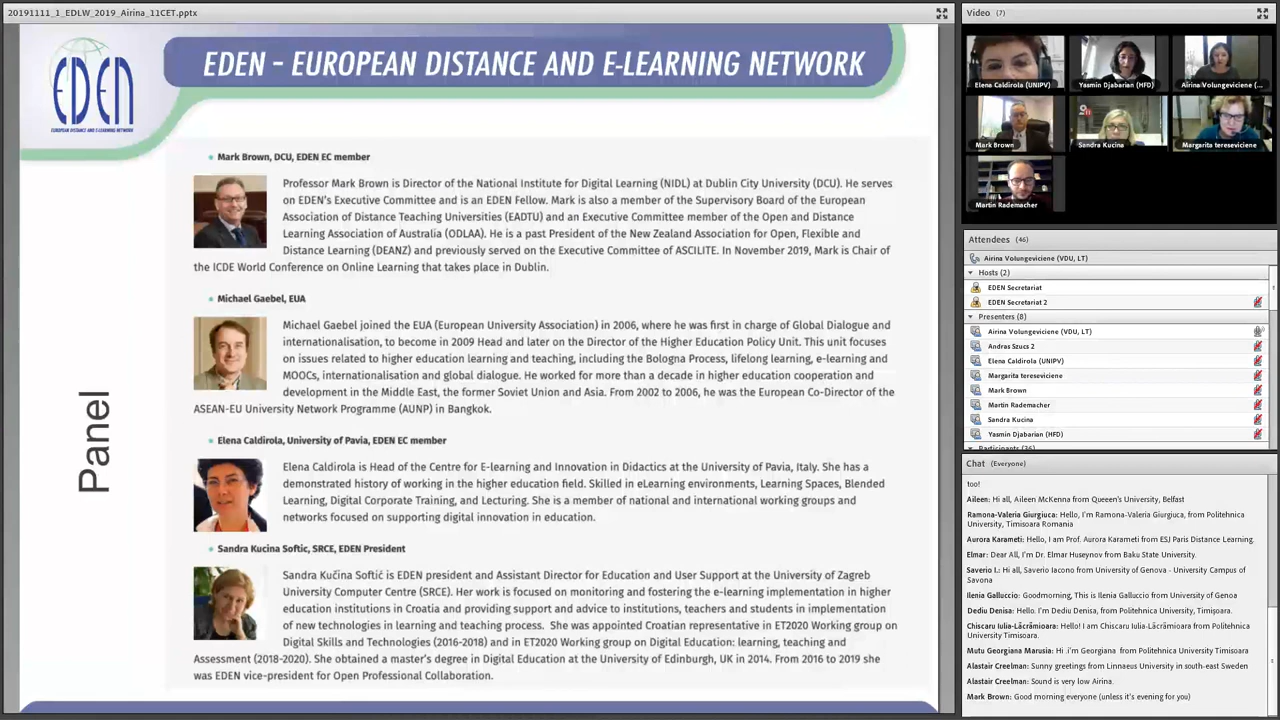 20191111_1_EDLW_2019_Airina_11CET.pptx
EDEN
EUROPEAN DISTANCE AND E-LEARNING NETWORK
EDEN - EUROPEAN DISTANCE AND E-LEARNING NETWORK
Panel
Mark Brown, DCU, EDEN EC member
Professor Mark Brown is Director of the National Institute for Digital Learning (NIDL) at Dublin City University (DCU). He serves
on EDEN's Executive Committee and is an EDEN Fellow. Mark is also a member of the Supervisory Board of the European
Association of Distance Teaching Universities (EADTU) and an Executive Committee member of the Open and Distance
Learning Association of Australia (ODLAA). He is a past President of the New Zealand Association for Open, Flexible and
Distance Learning (DEANZ) and previously served on the Executive Committee of ASCILITE. In November 2019, Mark is Chair of
the ICDE World Conference on Online Learning that takes place in Dublin.
Michael Gaebel, EUA
Michael Gaebel joined the EUA (European University Association) in 2006, where he was first in charge of Global Dialogue and
internationalisation, to become in 2009 Head and later on the Director of the Higher Education Policy Unit. This unit focuses
on issues related to higher education learning and teaching, including the Bologna Process, lifelong learning, e-learning and
MOOCs, internationalisation and global dialogue. He worked for more than a decade in higher education cooperation and
development in the Middle East, the former Soviet Union and Asia. From 2002 to 2006, he was the European Co-Director of the
ASEAN-EU University Network Programme (AUNP) in Bangkok.
Elena Caldirola, University of Pavia, EDEN EC member
Elena Caldirola is Head of the Centre for E-learning and Innovation in Didactics at the University of Pavia, Italy. She has a
demonstrated history of working in the higher education field. Skilled in eLearning environments, Learning Spaces, Blended
Learning, Digital Corporate Training, and Lecturing. She is a member of national and international working groups and
networks focused on supporting digital innovation in education.
Sandra Kucina Softic, SRCE, EDEN President
Sandra Kučina Softić is EDEN president and Assistant Director for Education and User Support at the University of Zagreb
University Computer Centre (SRCE). Her work is focused on monitoring and fostering the e-learning implementation in higher
education institutions in Croatia and providing support and advice to institutions, teachers and students in implementation
of new technologies in learning and teaching process. She was appointed Croatian representative in ET2020 Working group on
Digital Skills and Technologies (2016-2018) and in ET2020 Working group on Digital Education: learning, teaching and
Assessment (2018-2020). She obtained a master's degree in Digital Education at the University of Edinburgh, UK in 2014. From 2016 to 2019 she
was EDEN vice-president for Open Professional Collaboration.
Video (7)
Elena Caldirola (UNIPV)
Yasmin Djabarian (HFD)
Airina Volungeviciene (...
Mark Brown
Sandra Kucina
Margarita tereseviciene
Martin Rademacher
Attendees (46)
Airina Volungeviciene (VDU, LT)
Hosts (2)
EDEN Secretariat
EDEN Secretariat 2
Presenters (8)
Airina Volungeviciene (VDU, LT)
Andras Szucs 2
Elena Caldirola (UNIPV)
Margarita tereseviciene
Mark Brown
Martin Rademacher
Sandra Kucina
Yasmin Djabarian (HFD)
Participants (36)
Chat (Everyone)
too!
Aileen: Hi all, Aileen McKenna from Queen's University, Belfast
Ramona-Valeria Giurgiuca: Hello, I'm Ramona-Valeria Giurgiuca, from Politehnica
University, Timisoara Romania
Aurora Karameti: Hello, I am Prof. Aurora Karameti from ESJ Paris Distance Learning.
Elmar: Dear All, I'm Dr. Elmar Huseynov from Baku State University.
Saverio I.: Hi all, Saverio Iacono from University of Genova - University Campus of
Savona
Ilenia Galluccio: Goodmorning, This is Ilenia Galluccio from University of Genoa
Dediu Denisa: Hello. I'm Dediu Denisa, from Politehnica University, Timișoara.
Chiscaru Iulia-Lăcrămioara: Hello! I am Chiscaru Iulia-Lăcrămioara from Politehnica
University Timisoara.
Mutu Georgiana Marusia: Hi .i'm Georgiana from Politehnica University Timisoara
Alastair Creelman: Sunny greetings from Linnaeus University in south-east Sweden
Alastair Creelman: Sound is very low Airina.
Mark Brown: Good morning everyone (unless it's evening for you)